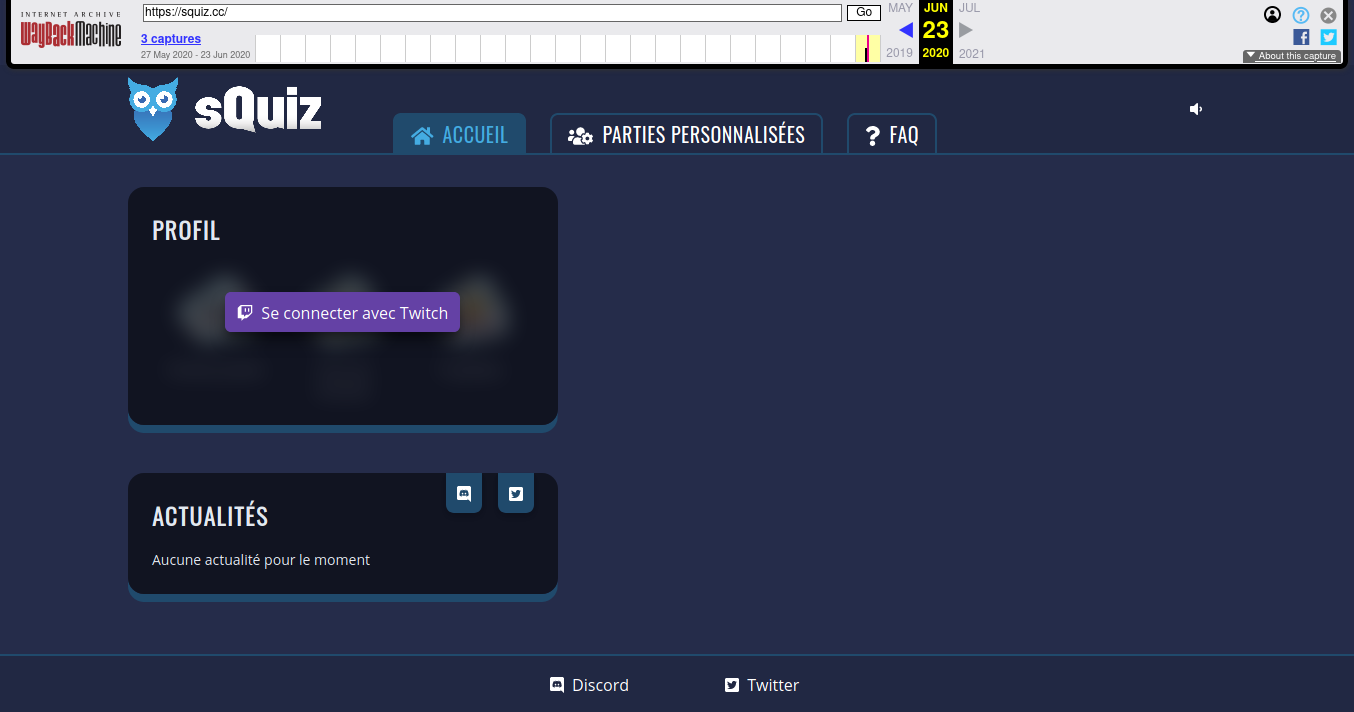 INTERNET ARCHIVE
WayBackMachine
https://squiz.cc/
Go
3 captures
27 May 2020 - 23 Jun 2020
MAY JUN JUL
23
2019 2020 2021
About this capture
sQuiz
ACCUEIL
PARTIES PERSONNALISÉES
FAQ
PROFIL
Se connecter avec Twitch
ACTUALITÉS
Aucune actualité pour le moment
Discord
Twitter